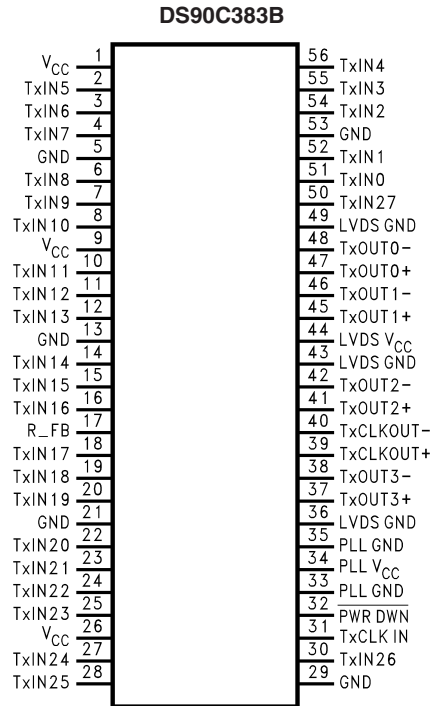 DS90C383B
VCC 1
TxIN5 2
TxIN6 3
TxIN7 4
GND 5
TxIN8 6
TxIN9 7
TxIN10 8
VCC 9
TxIN11 10
TxIN12 11
TxIN13 12
GND 13
TxIN14 14
TxIN15 15
TxIN16 16
R_FB 17
TxIN17 18
TxIN18 19
TxIN19 20
GND 21
TxIN20 22
TxIN21 23
TxIN22 24
TxIN23 25
VCC 26
TxIN24 27
TxIN25 28
56 TxIN4
55 TxIN3
54 TxIN2
53 GND
52 TxIN1
51 TxIN0
50 TxIN27
49 LVDS GND
48 TxOUT0-
47 TxOUT0+
46 TxOUT1-
45 TxOUT1+
44 LVDS VCC
43 LVDS GND
42 TxOUT2-
41 TxOUT2+
40 TxCLKOUT-
39 TxCLKOUT+
38 TxOUT3-
37 TxOUT3+
36 LVDS GND
35 PLL GND
34 PLL VCC
33 PLL GND
32 PWR DWN
31 TxCLK IN
30 TxIN26
29 GND